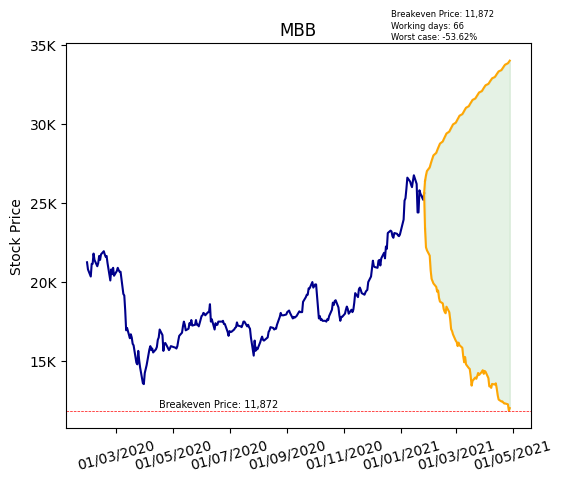 Breakeven Price: 11,872
Working days: 66
Worst case: -53.62%
MBB
Stock Price
35K
30K
25K
20K
15K
Breakeven Price: 11,872
01/03/2020
01/05/2020
01/07/2020
01/09/2020
01/11/2020
01/01/2021
01/03/2021
01/05/2021